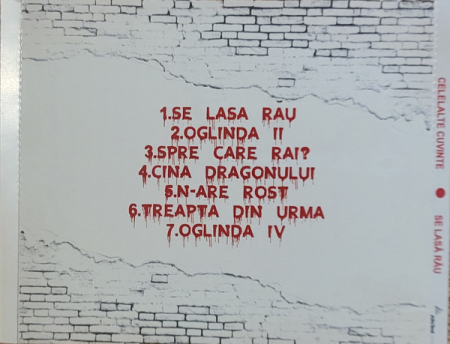 1.SE LASA RĂU
2.OGLINDA II
3.SPRE CARE RAI?
4.CINA DRAGONULUI
5.N-ARE ROST
6.TREAPTA DIN URMA
7.OGLINDA IV
CELELALTE CUVINTE
SE LASĂ RĂU